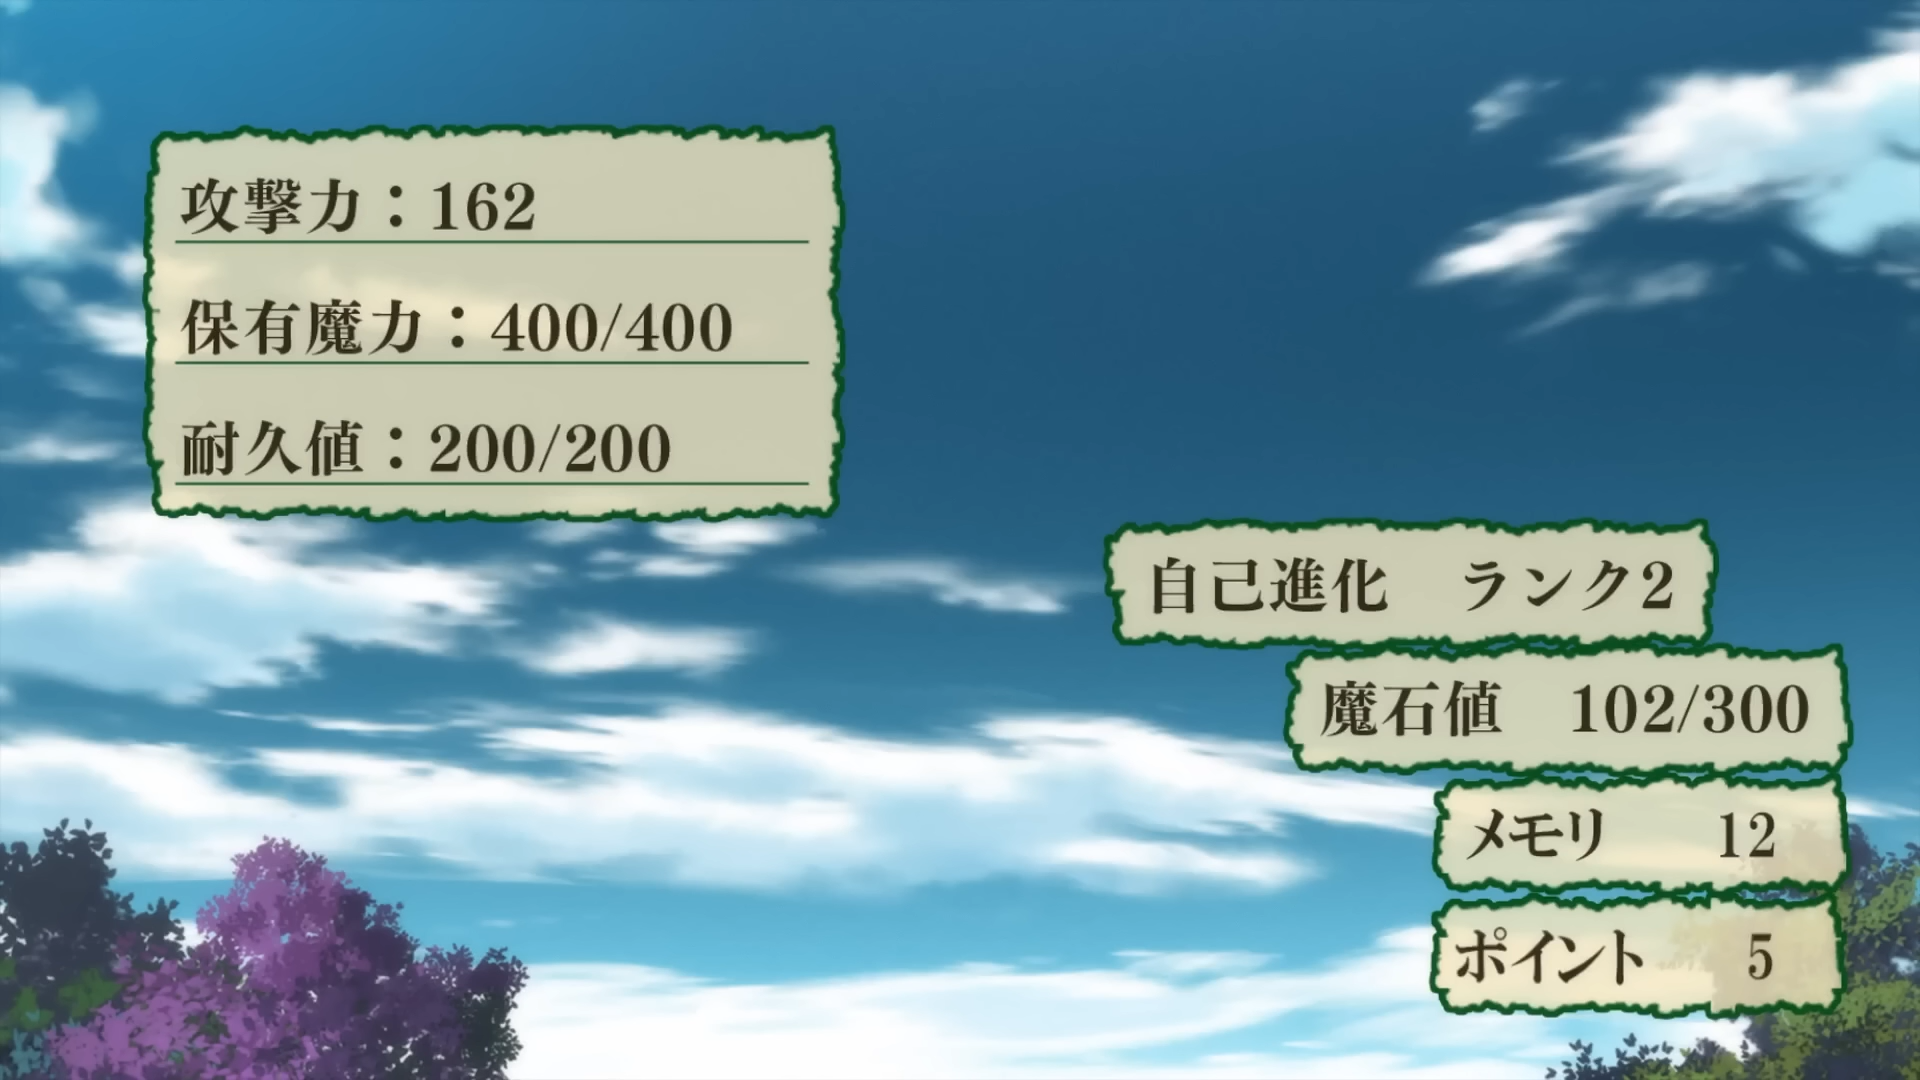 攻撃力：162
保有魔力：400/400
耐久値：200/200
自己進化　ランク2
魔石値　102/300
メモリ　12
ポイント　5